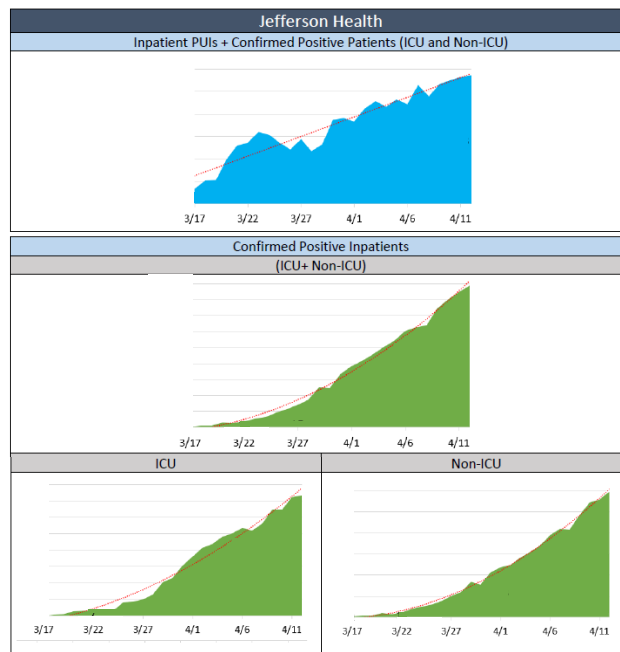 Jefferson Health
Inpatient PUIs + Confirmed Positive Patients (ICU and Non-ICU)
3/17 3/22 3/27 4/1 4/6 4/11
Confirmed Positive Inpatients
(ICU+ Non-ICU)
3/17 3/22 3/27 4/1 4/6 4/11
ICU Non-ICU
3/17 3/22 3/27 4/1 4/6 4/11
3/17 3/22 3/27 4/1 4/6 4/11